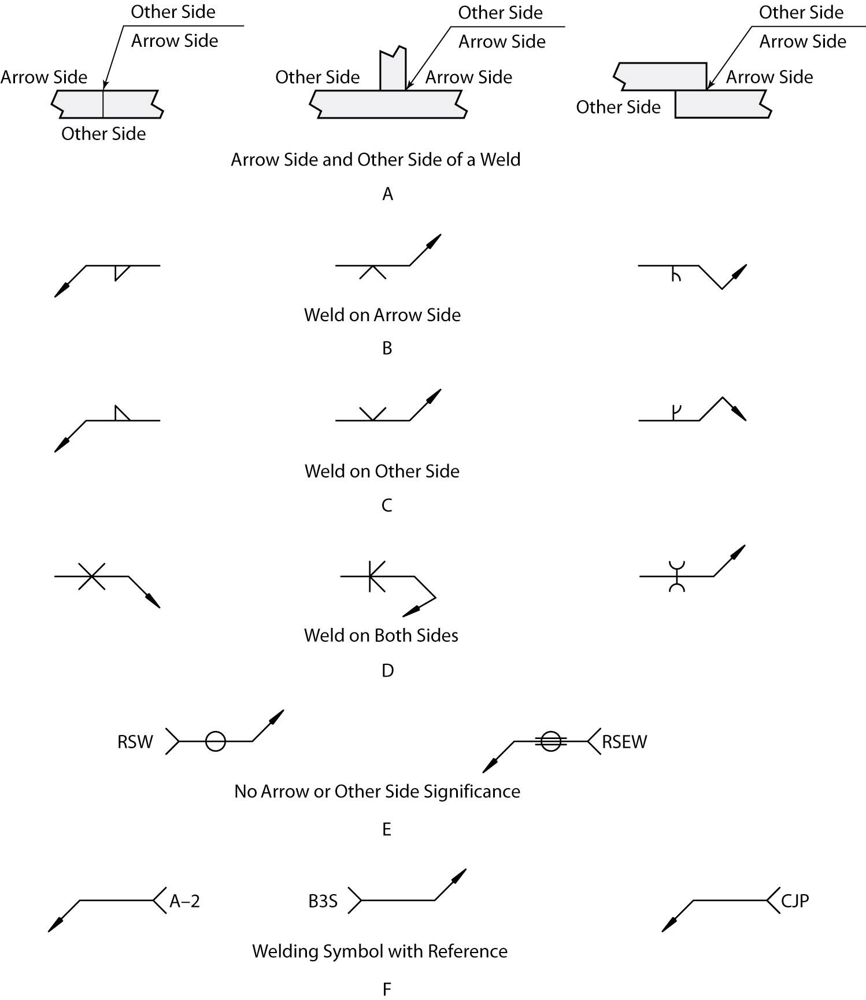 Other Side
Other Side
Other Side
Arrow Side
Arrow Side
Arrow Side
Arrow Side
Other Side
Arrow Side
Arrow Side
Other Side
Other Side
Arrow Side and Other Side of a Weld
A
Weld on Arrow Side
B
Weld on Other Side
C
Weld on Both Sides
D
RSW
RSEW
No Arrow or Other Side Significance
E
A–2
B3S
CJP
Welding Symbol with Reference
F